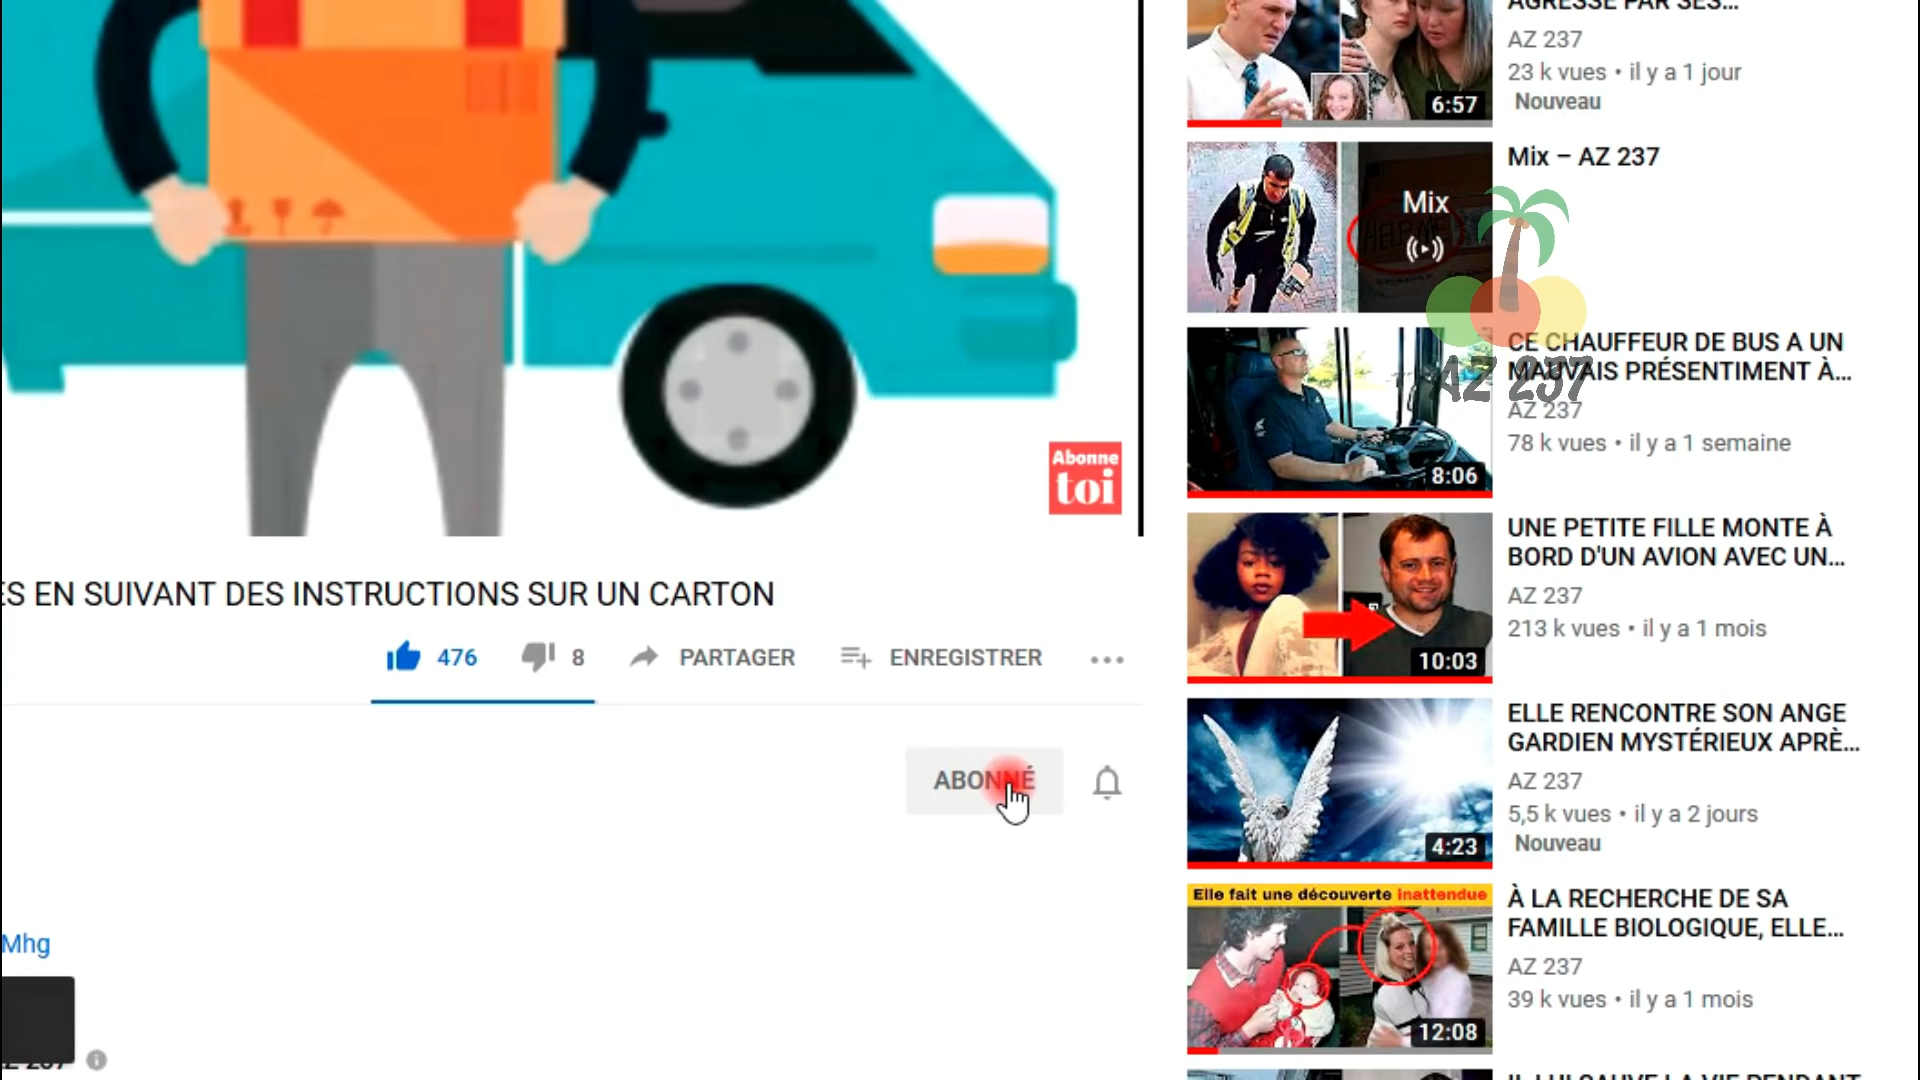 Abonne
toi
ES EN SUIVANT DES INSTRUCTIONS SUR UN CARTON
476
8
PARTAGER
ENREGISTRER
ABONNÉ
Mhg
AZ 237
23 k vues • il y a 1 jour
Nouveau
6:57
Mix
HELP ME
Mix – AZ 237
AZ 237
CE CHAUFFEUR DE BUS A UN
MAUVAIS PRÉSENTIMENT À...
AZ 237
78 k vues • il y a 1 semaine
8:06
UNE PETITE FILLE MONTE À
BORD D'UN AVION AVEC UN...
AZ 237
213 k vues • il y a 1 mois
10:03
ELLE RENCONTRE SON ANGE
GARDIEN MYSTÉRIEUX APRÈ...
AZ 237
5,5 k vues • il y a 2 jours
Nouveau
4:23
Elle fait une découverte inattendue
À LA RECHERCHE DE SA
FAMILLE BIOLOGIQUE, ELLE...
AZ 237
39 k vues • il y a 1 mois
12:08